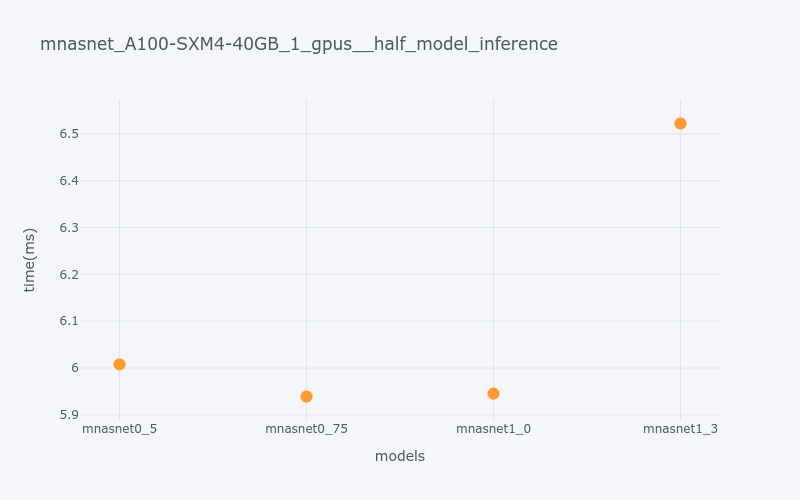 mnasnet_A100-SXM4-40GB_1_gpus__half_model_inference
time(ms)
6.5
6.4
6.3
6.2
6.1
6
5.9
mnasnet0_5 mnasnet0_75 mnasnet1_0 mnasnet1_3
models